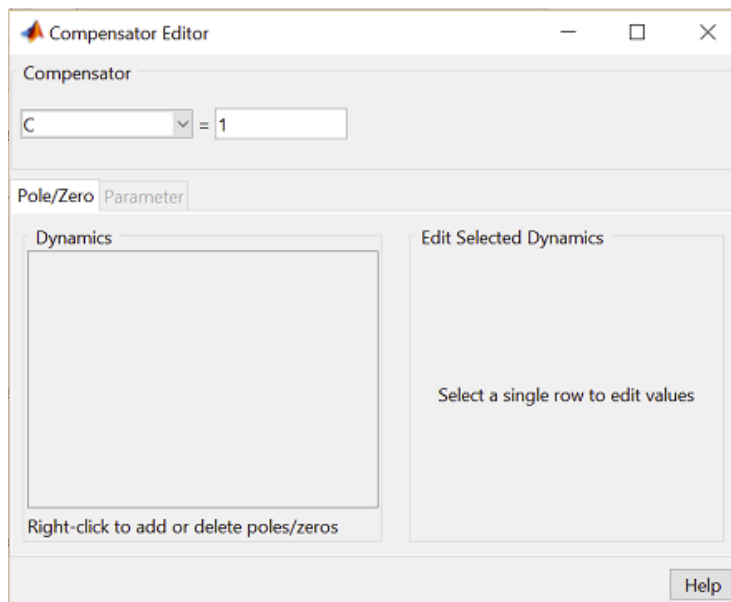 Compensator Editor
Compensator
C = 1
Pole/Zero Parameter
Dynamics
Edit Selected Dynamics
Select a single row to edit values
Right-click to add or delete poles/zeros
Help